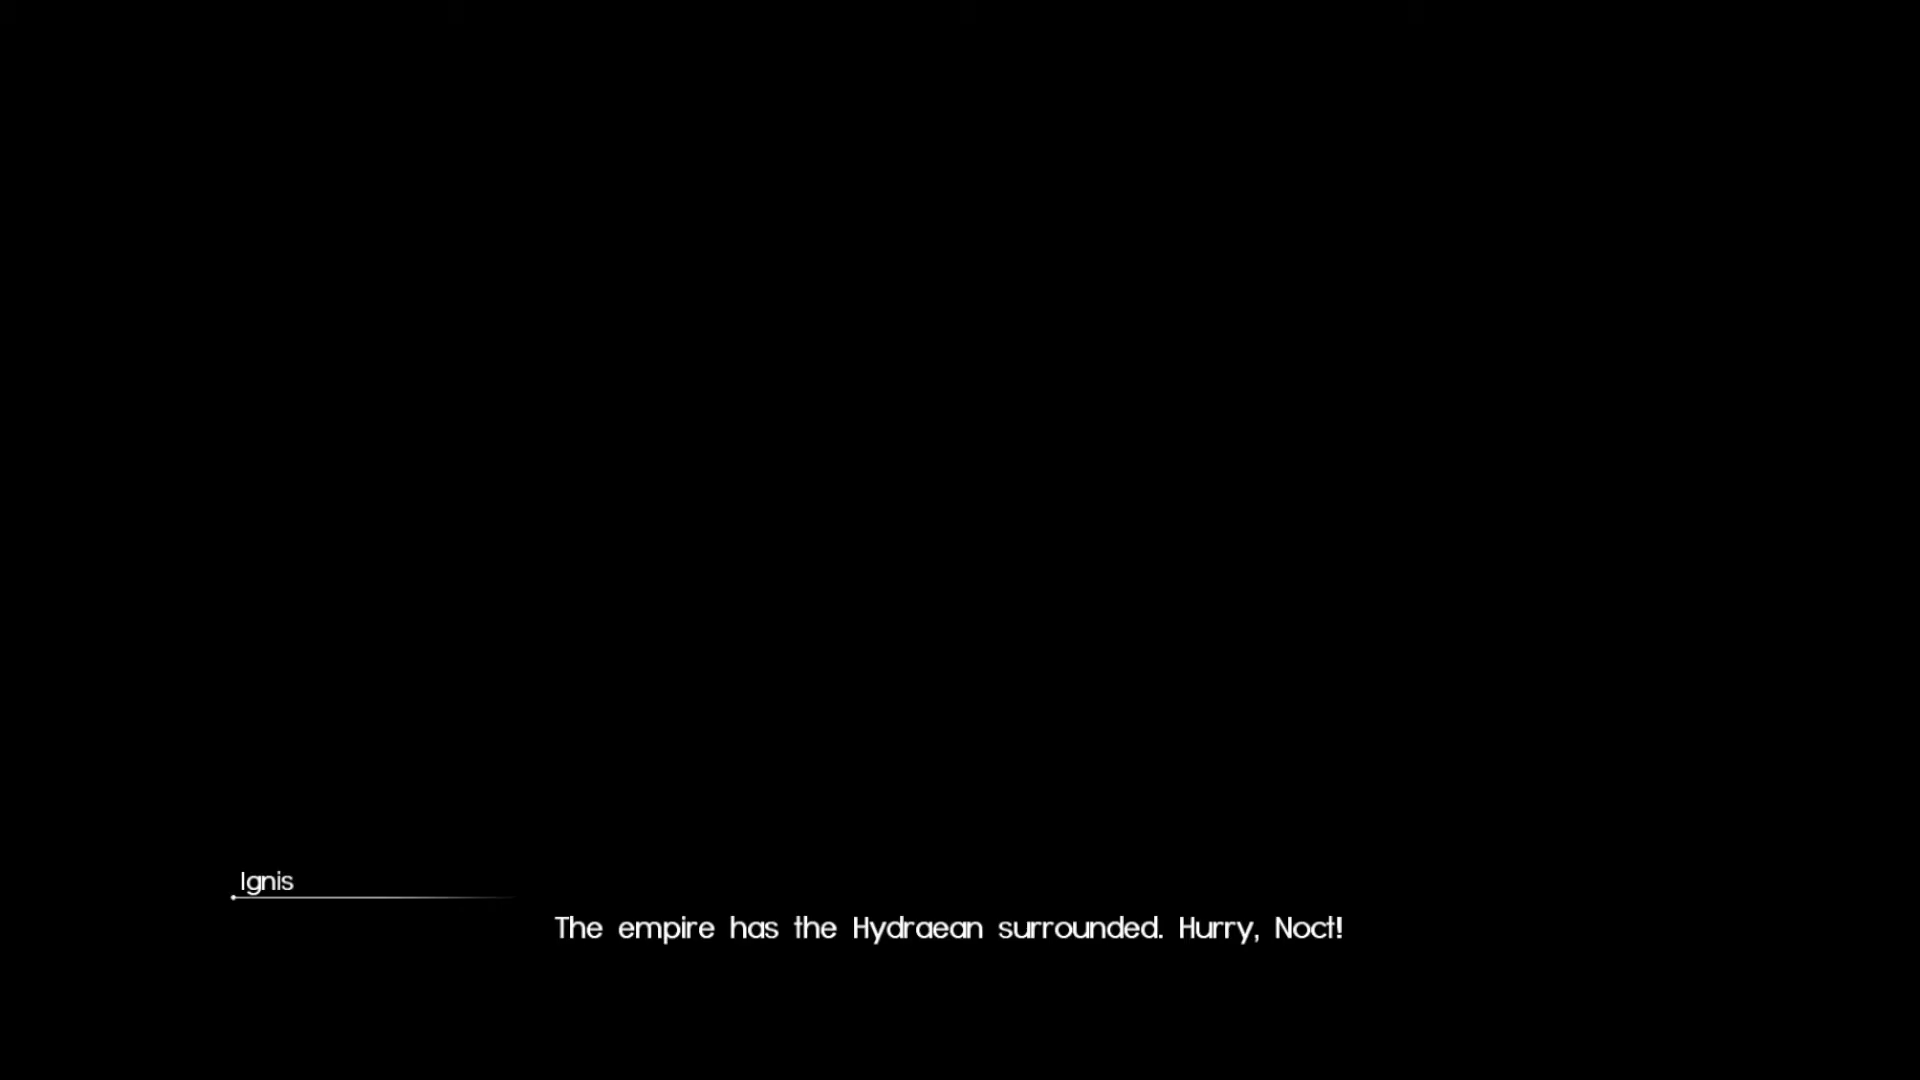 Ignis
The empire has the Hydraean surrounded. Hurry, Noct!